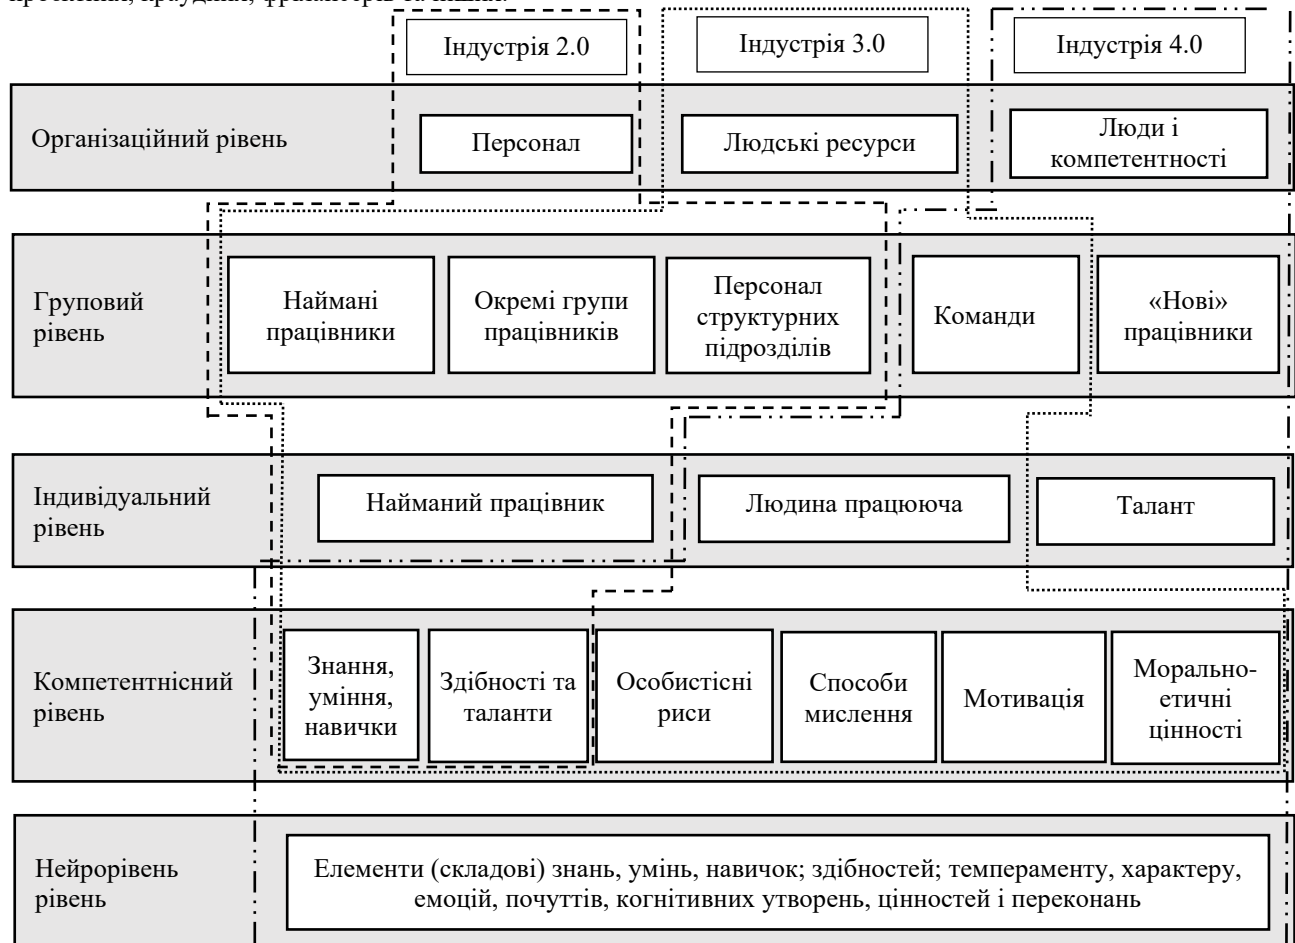 Індустрія 2.0
Індустрія 3.0
Індустрія 4.0
Організаційний рівень
Персонал
Людські ресурси
Люди і
компетентності
Груповий
рівень
Наймані
працівники
Окремі групи
працівників
Персонал
структурних
підрозділів
Команди
«Нові»
працівники
Індивідуальний
рівень
Найманий працівник
Людина працююча
Талант
Компетентнісний
рівень
Знання,
уміння,
навички
Здібності та
таланти
Особистісні
риси
Способи
мислення
Мотивація
Морально-
етичні
цінності
Нейрорівень
рівень
Елементи (складові) знань, умінь, навичок; здібностей; темпераменту, характеру,
емоцій, почуттів, когнітивних утворень, цінностей і переконань